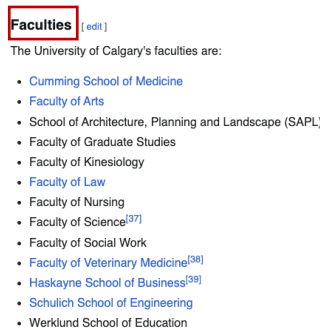 Faculties [ edit ]
The University of Calgary's faculties are:
• Cumming School of Medicine
• Faculty of Arts
• School of Architecture, Planning and Landscape (SAPL)
• Faculty of Graduate Studies
• Faculty of Kinesiology
• Faculty of Law
• Faculty of Nursing
• Faculty of Science[37]
• Faculty of Social Work
• Faculty of Veterinary Medicine[38]
• Haskayne School of Business[39]
• Schulich School of Engineering
• Werklund School of Education